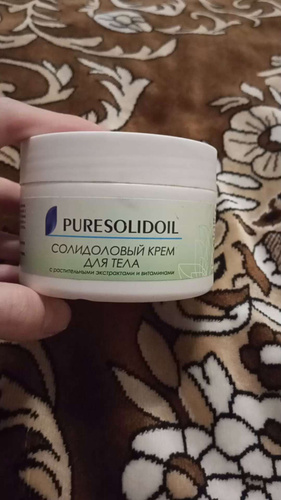 PURESOLIDOIL
СОЛИДОЛОВЫЙ КРЕМ
ДЛЯ ТЕЛА
с растительными экстрактами и витаминами